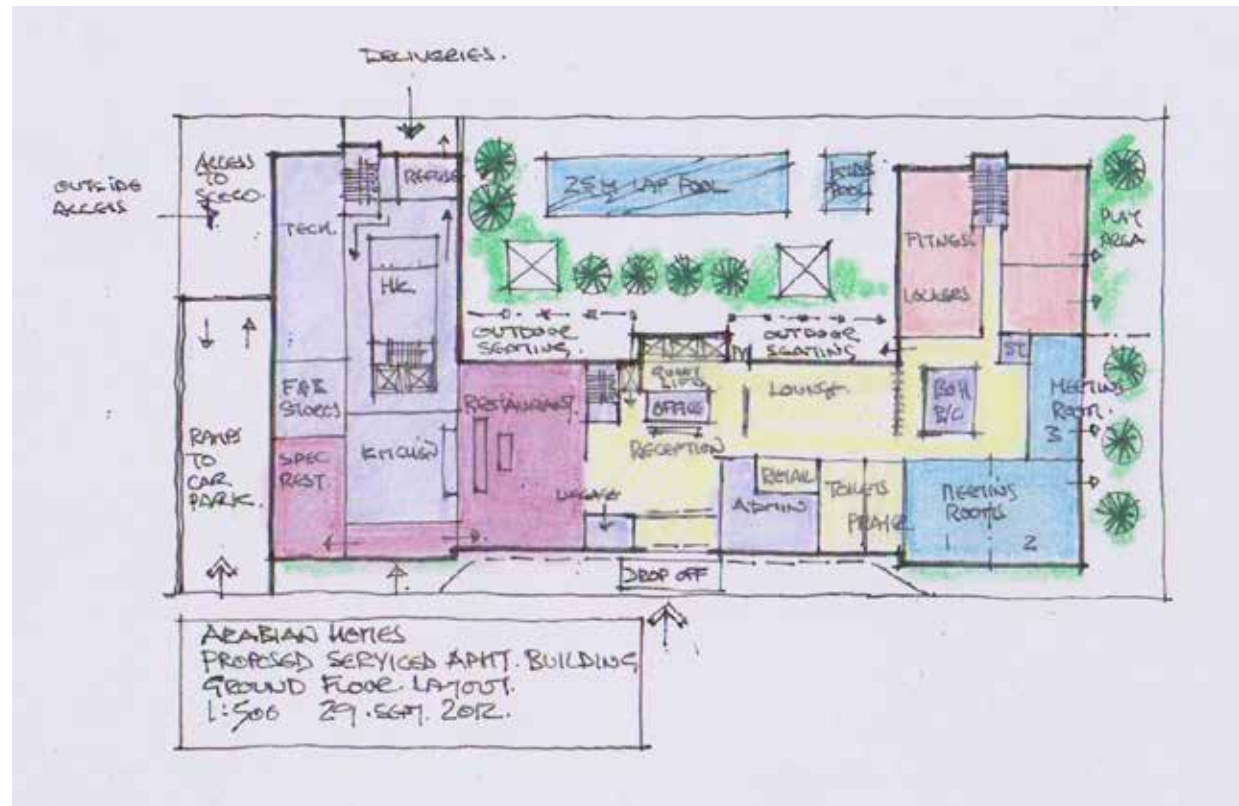 DELIVERIES.
OUTSIDE
ACCESS
ACCESS
TO
TECH.
REFUSE
H.K.
25M LAP POOL
KIDS
POOL
FITNESS
LOCKERS
PLAY
AREA
OUTDOOR
SEATING.
OUTDOOR
SEATING
F&B
STORES
SPEC
REST.
KITCHEN
RESTAURANT.
GUEST
LIFTS
OFFICE
RECEPTION
LOUNGE
BOH
B/C
ST.
MEETING
ROOM.
3
RAMPS
TO
CAR
PARK.
LUGGAGE
RETAIL
ADMIN
TOILETS
PRAYER
MEETING
ROOMS
1 2
DROP OFF
ARABIAN HOMES
PROPOSED SERVICED APMT. BUILDING
GROUND FLOOR LAYOUT.
1:500 29.SEPT. 2012.